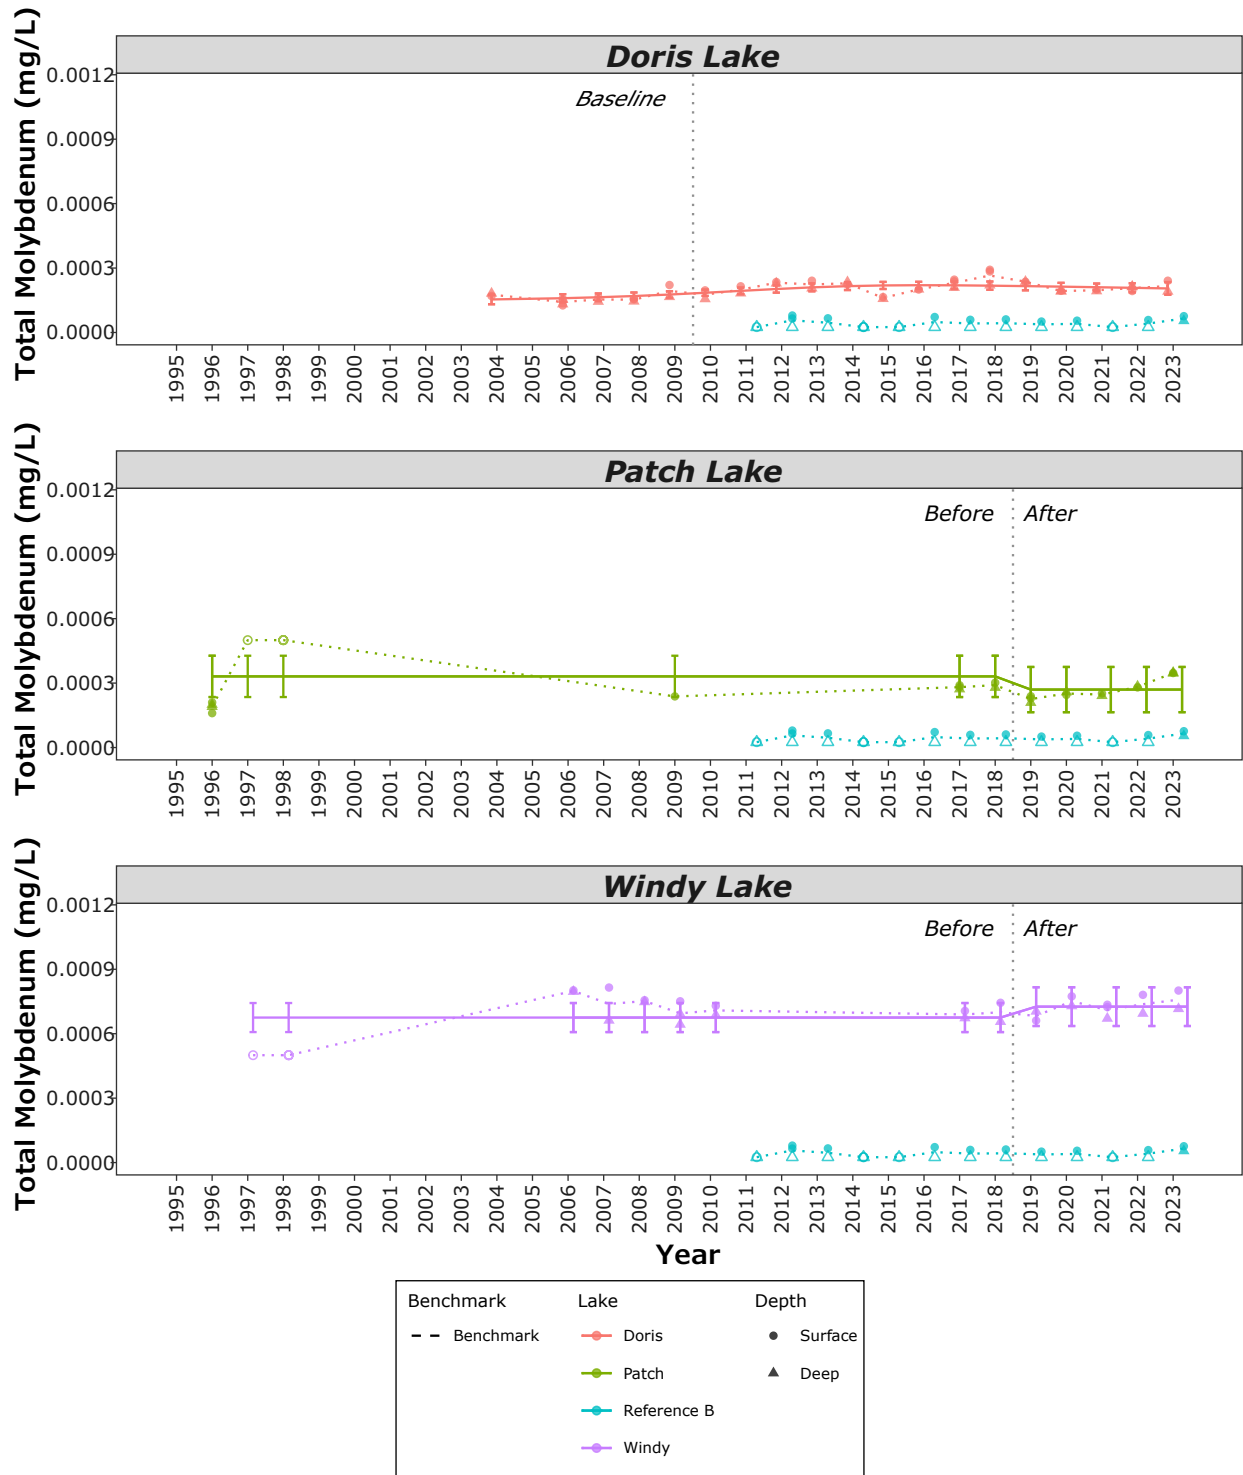 Doris Lake
Total Molybdenum (mg/L)
0.0012
0.0009
0.0006
0.0003
0.0000
Baseline
1995 1996 1997 1998 1999 2000 2001 2002 2003 2004 2005 2006 2007 2008 2009 2010 2011 2012 2013 2014 2015 2016 2017 2018 2019 2020 2021 2022 2023
Patch Lake
Total Molybdenum (mg/L)
0.0012
0.0009
0.0006
0.0003
0.0000
Before After
1995 1996 1997 1998 1999 2000 2001 2002 2003 2004 2005 2006 2007 2008 2009 2010 2011 2012 2013 2014 2015 2016 2017 2018 2019 2020 2021 2022 2023
Windy Lake
Total Molybdenum (mg/L)
0.0012
0.0009
0.0006
0.0003
0.0000
Before After
1995 1996 1997 1998 1999 2000 2001 2002 2003 2004 2005 2006 2007 2008 2009 2010 2011 2012 2013 2014 2015 2016 2017 2018 2019 2020 2021 2022 2023
Year
Benchmark
Benchmark
Lake
Doris
Patch
Reference B
Windy
Depth
Surface
Deep